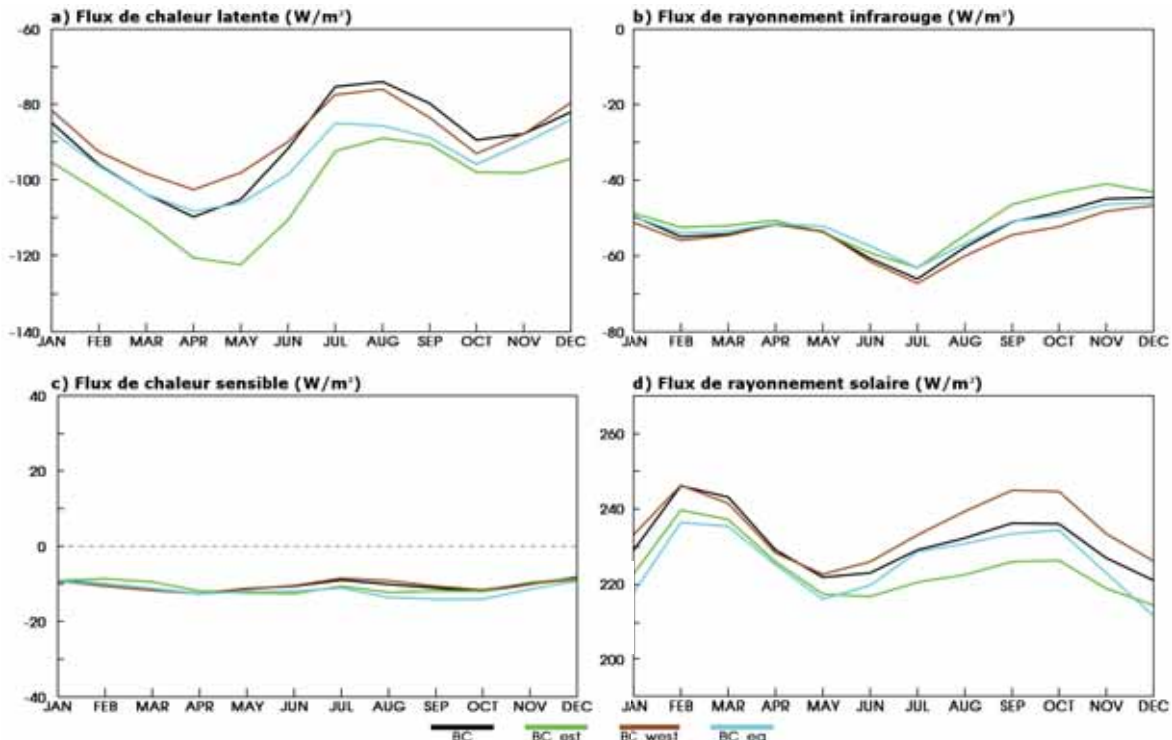 a) Flux de chaleur latente (W/m²)
-60
-80
-100
-120
-140
JAN FEB MAR APR MAY JUN JUL AUG SEP OCT NOV DEC
b) Flux de rayonnement infrarouge (W/m²)
0
-20
-40
-60
-80
JAN FEB MAR APR MAY JUN JUL AUG SEP OCT NOV DEC
c) Flux de chaleur sensible (W/m²)
40
20
0
-20
-40
JAN FEB MAR APR MAY JUN JUL AUG SEP OCT NOV DEC
d) Flux de rayonnement solaire (W/m²)
260
240
220
200
JAN FEB MAR APR MAY JUN JUL AUG SEP OCT NOV DEC
BC BC_est BC_west BC_eq